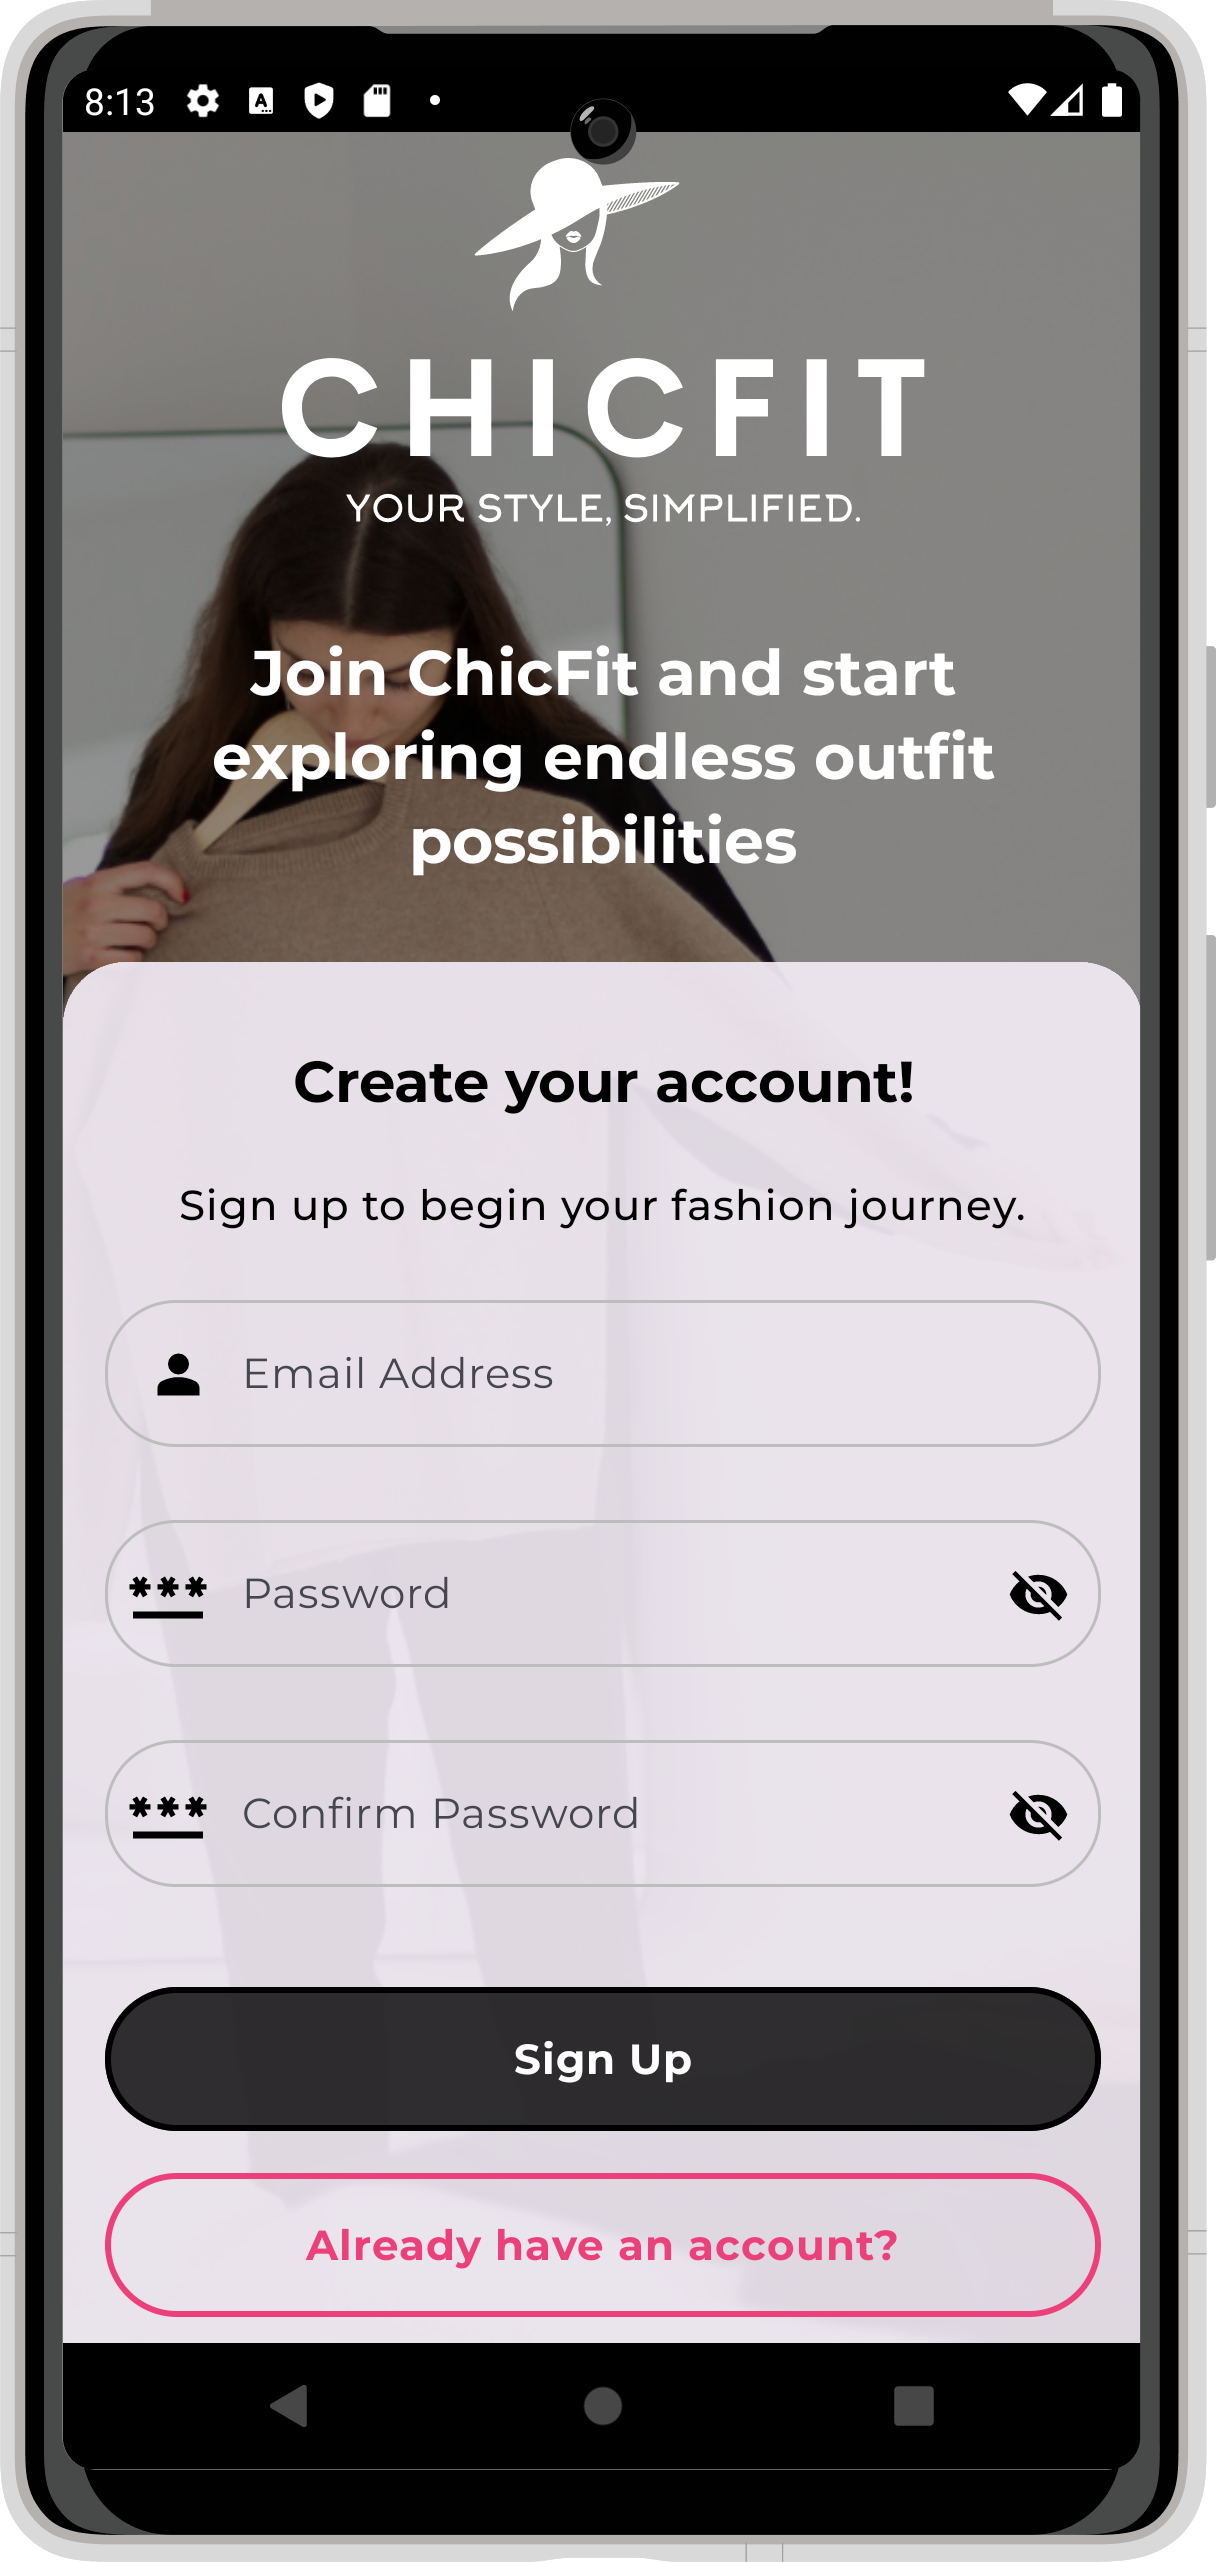 8:13
CHICFIT
YOUR STYLE, SIMPLIFIED.
Join ChicFit and start
exploring endless outfit
possibilities
Create your account!
Sign up to begin your fashion journey.
Email Address
*** Password
*** Confirm Password
Sign Up
Already have an account?